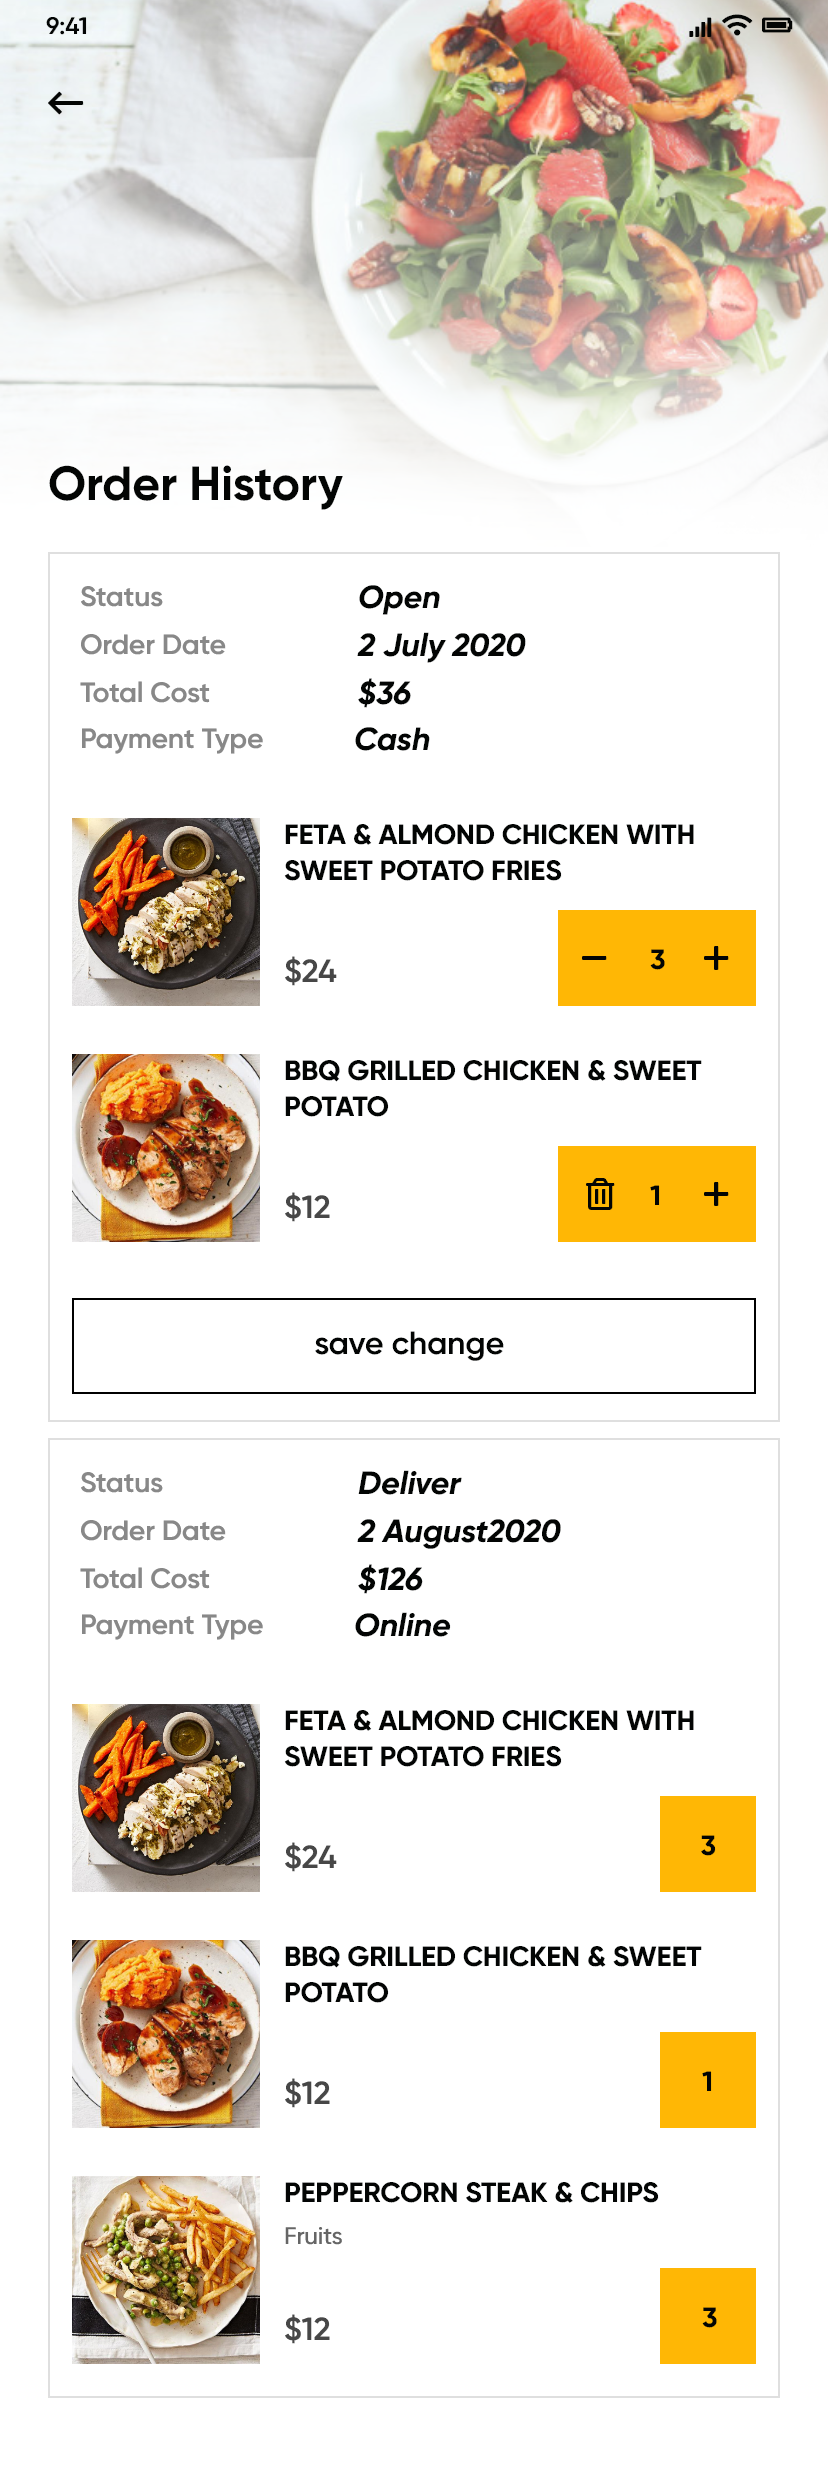 9:41
Order History
Status Open
Order Date 2 July 2020
Total Cost $36
Payment Type Cash
FETA & ALMOND CHICKEN WITH
SWEET POTATO FRIES
$24 3
BBQ GRILLED CHICKEN & SWEET
POTATO
$12 1
save change
Status Deliver
Order Date 2 August2020
Total Cost $126
Payment Type Online
FETA & ALMOND CHICKEN WITH
SWEET POTATO FRIES
$24 3
BBQ GRILLED CHICKEN & SWEET
POTATO
$12 1
PEPPERCORN STEAK & CHIPS
Fruits
$12 3